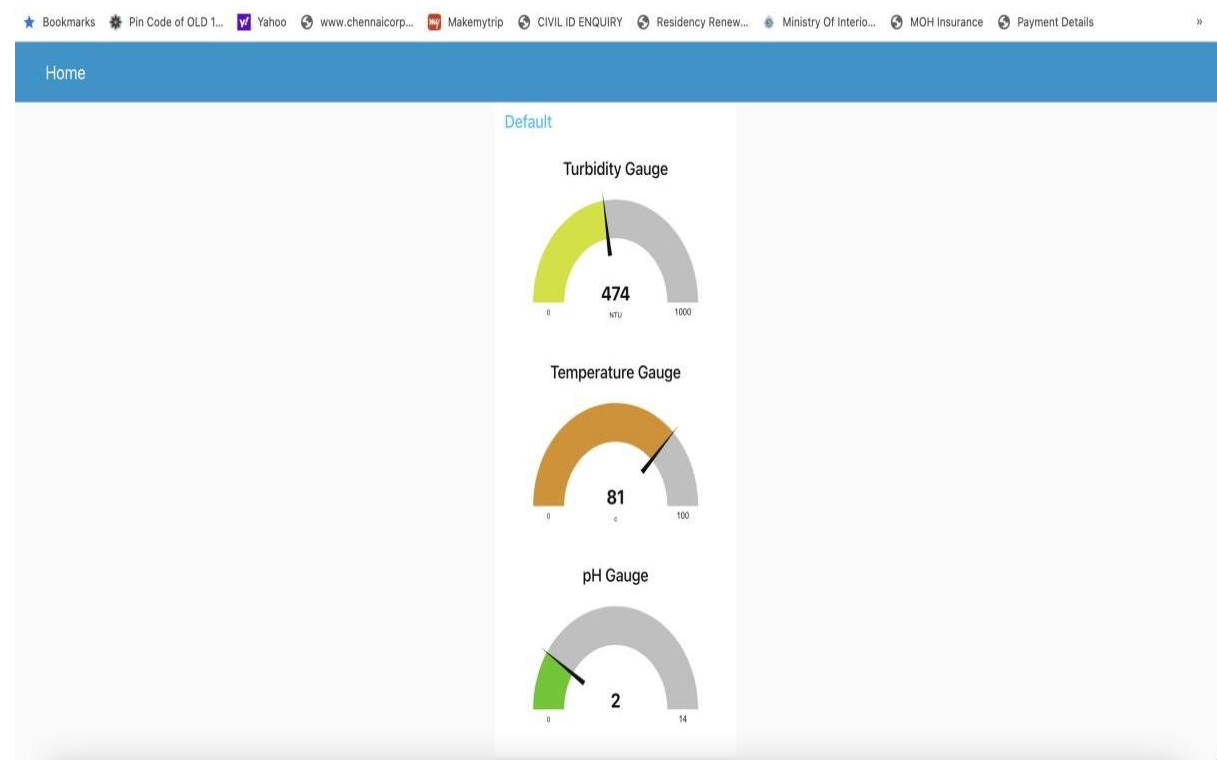 Bookmarks Pin Code of OLD 1... Yahoo www.chennaicorp... Makemytrip CIVIL ID ENQUIRY Residency Renew... Ministry Of Interio... MOH Insurance Payment Details »
Home
Default
Turbidity Gauge
474
0 NTU 1000
Temperature Gauge
81
0 c 100
pH Gauge
2
0 14